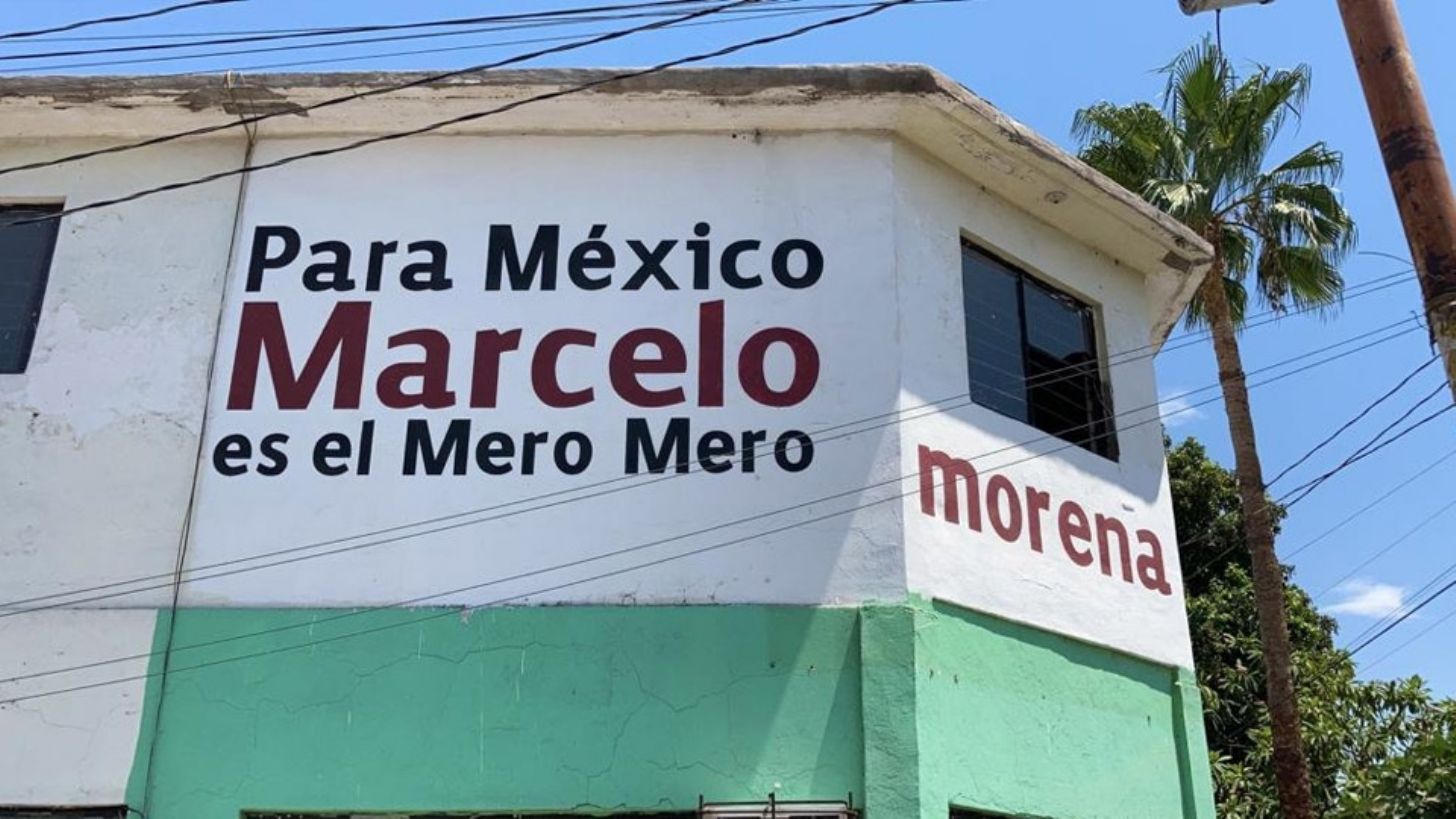 Para México
Marcelo
es el Mero Mero
morena